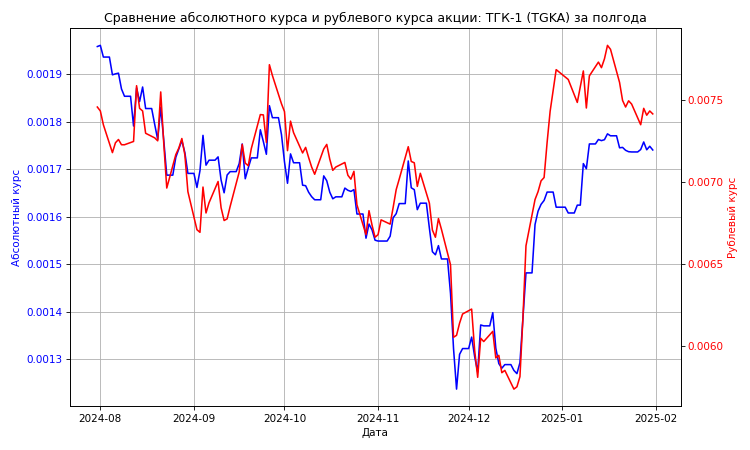 Сравнение абсолютного курса и рублевого курса акции: ТГК-1 (TGKA) за полгода
Абсолютный курс
0.0019
0.0018
0.0017
0.0016
0.0015
0.0014
0.0013
0.0075
0.0070
0.0065
0.0060
Рублевый курс
2024-08 2024-09 2024-10 2024-11 2024-12 2025-01 2025-02
Дата